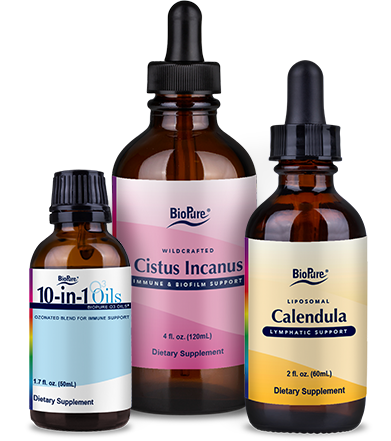 BioPure®
10-in-1 Oils
BIOPURE O3 OILS™
OZONATED BLEND FOR IMMUNE SUPPORT
1.7 fl. oz. (50mL)
Dietary Supplement
BioPure®
WILDCRAFTED
Cistus Incanus
IMMUNE & BIOFILM SUPPORT
4 fl. oz. (120mL)
Dietary Supplement
BioPure®
LIPOSOMAL
Calendula
LYMPHATIC SUPPORT
2 fl. oz. (60mL)
Dietary Supplement